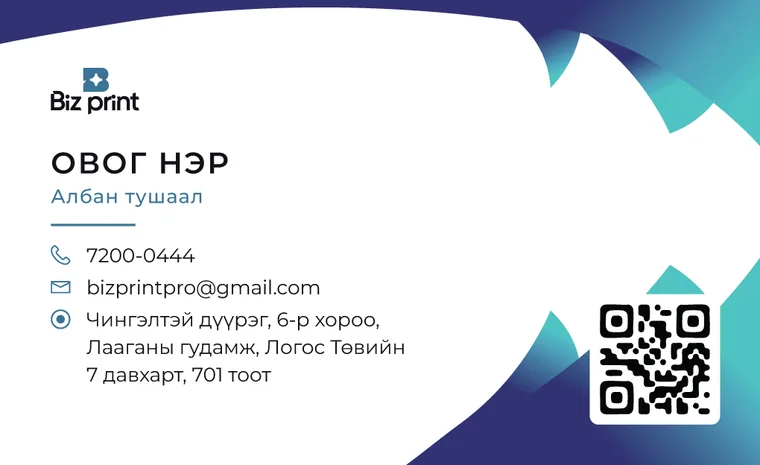 Biz print
ОВОГ НЭР
Албан тушаал
7200-0444
bizprintpro@gmail.com
Чингэлтэй дүүрэг, 6-р хороо,
Лааганы гудамж, Логос Төвийн
7 давхарт, 701 тоот